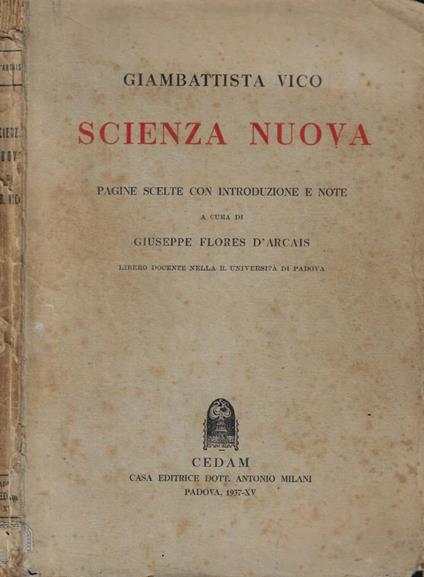 GIAMBATTISTA VICO
SCIENZA NUOVA
PAGINE SCELTE CON INTRODUZIONE E NOTE
A CURA DI
GIUSEPPE FLORES D'ARCAIS
LIBERO DOCENTE NELLA R. UNIVERSITÀ DI PADOVA
CEDAM
CASA EDITRICE DOTT. ANTONIO MILANI
PADOVA, 1937-XV